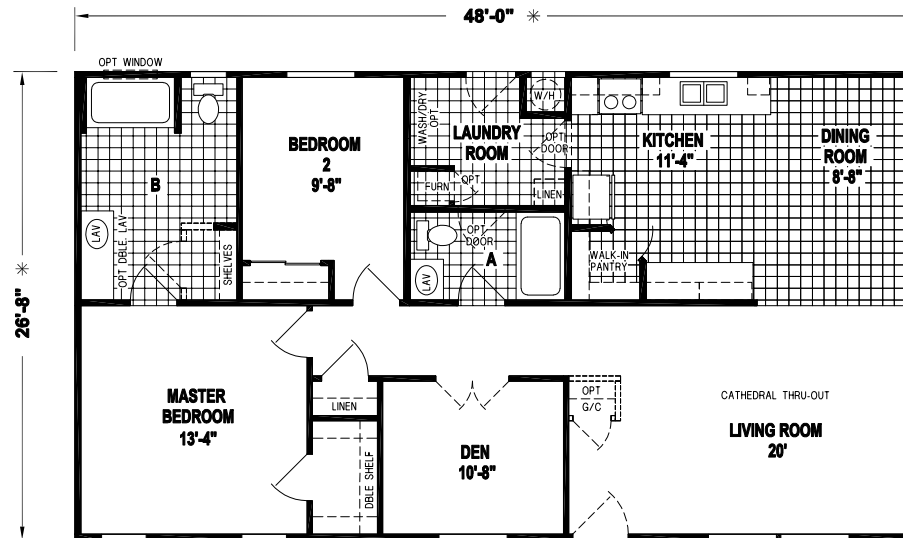 48'-0" ✳
OPT WINDOW
W/H
WASH/DRY
OPT
LAUNDRY
ROOM
OPT
DOOR
KITCHEN
11'-4"
DINING
ROOM
8'-8"
BEDROOM
2
9'-8"
B
FURN
OPT
LINEN
LAV
OPT DBLE LAV
SHELVES
OPT
DOOR
A
LAV
WALK-IN
PANTRY
26'-8" ✳
MASTER
BEDROOM
13'-4"
LINEN
DBLE SHELF
DEN
10'-8"
OPT
G/C
CATHEDRAL THRU-OUT
LIVING ROOM
20'